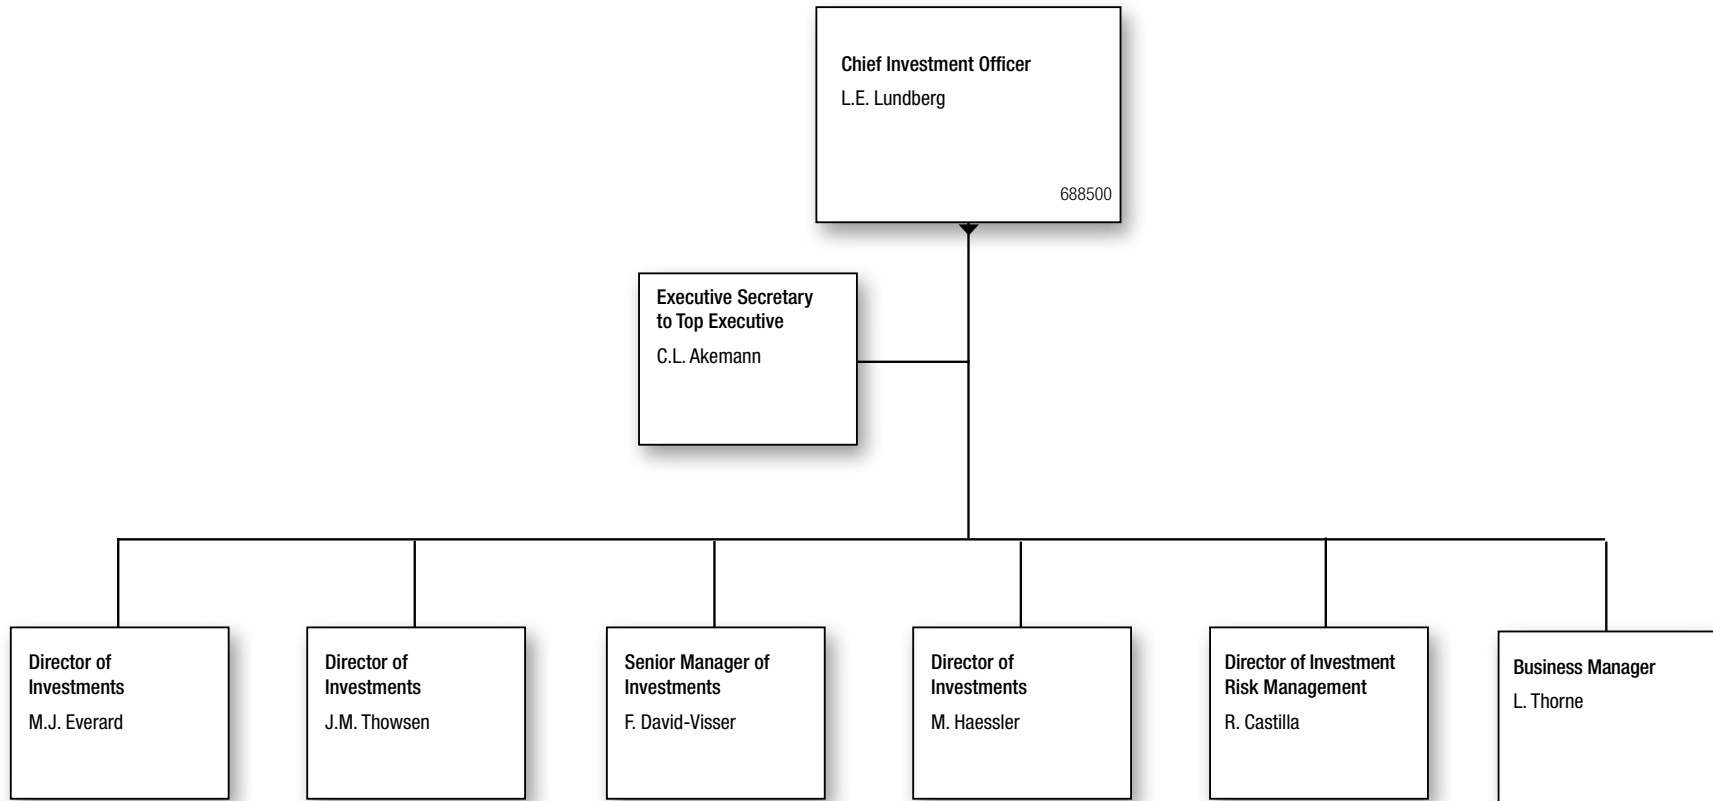 Chief Investment Officer
L.E. Lundberg
688500
Executive Secretary
to Top Executive
C.L. Akemann
Director of
Investments
M.J. Everard
Director of
Investments
J.M. Thowsen
Senior Manager of
Investments
F. David-Visser
Director of
Investments
M. Haessler
Director of Investment
Risk Management
R. Castilla
Business Manager
L. Thorne